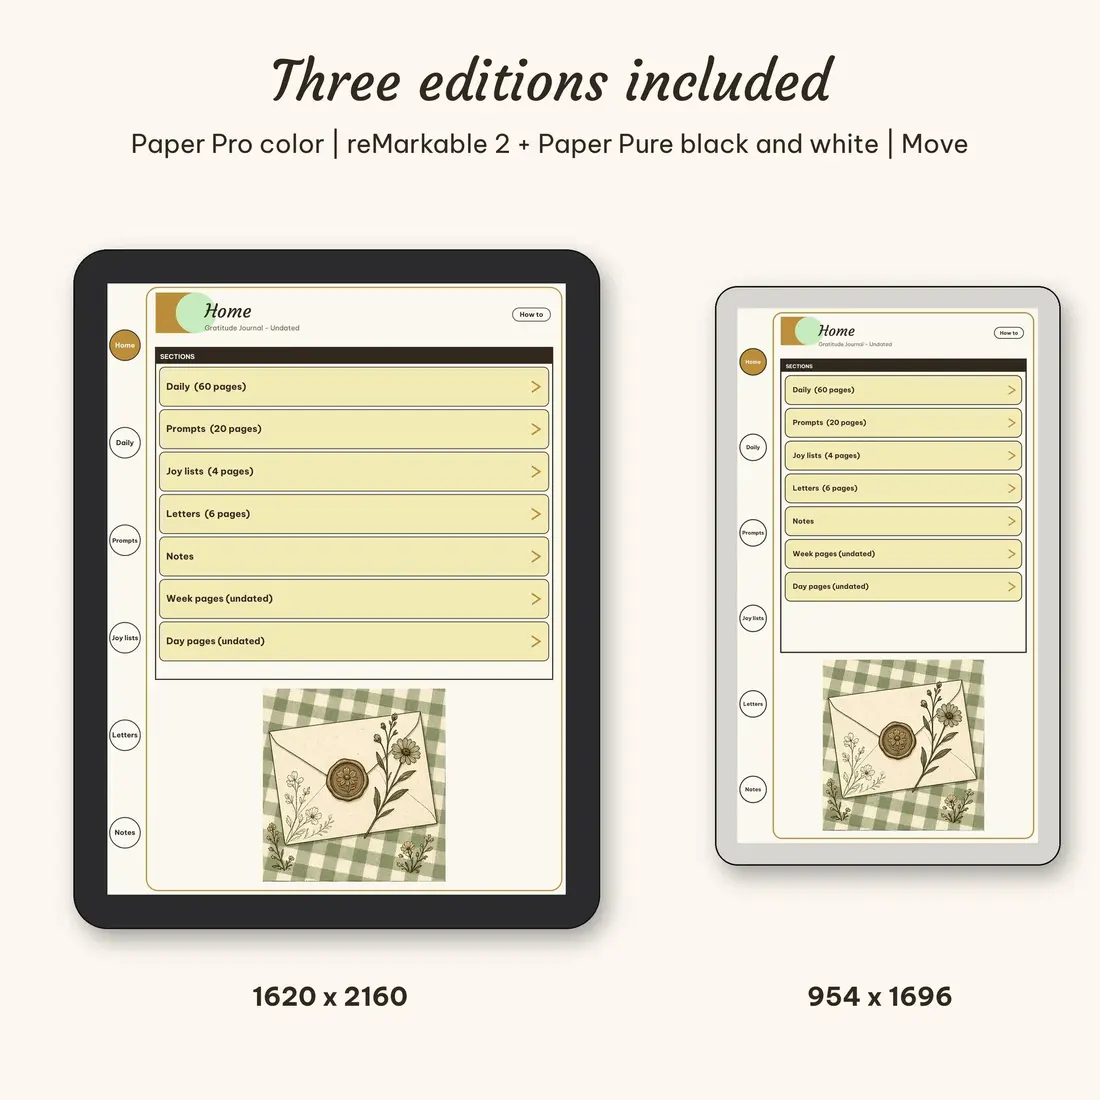 Three editions included
Paper Pro color | reMarkable 2 + Paper Pure black and white | Move
Home
Gratitude Journal - Undated
How to
SECTIONS
Daily (60 pages)
Prompts (20 pages)
Joy lists (4 pages)
Letters (6 pages)
Notes
Week pages (undated)
Day pages (undated)
Home
Daily
Prompts
Joy lists
Letters
Notes
1620 x 2160
Home
Gratitude Journal - Undated
How to
SECTIONS
Daily (60 pages)
Prompts (20 pages)
Joy lists (4 pages)
Letters (6 pages)
Notes
Week pages (undated)
Day pages (undated)
Home
Daily
Prompts
Joy lists
Letters
Notes
954 x 1696